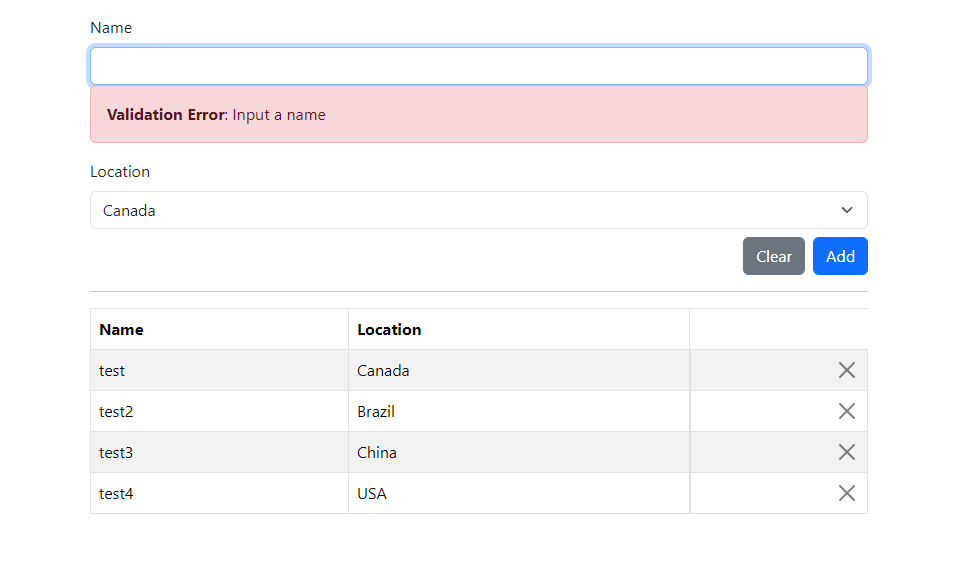 Name
Validation Error: Input a name
Location
Canada
Clear Add
Name Location
test Canada
test2 Brazil
test3 China
test4 USA